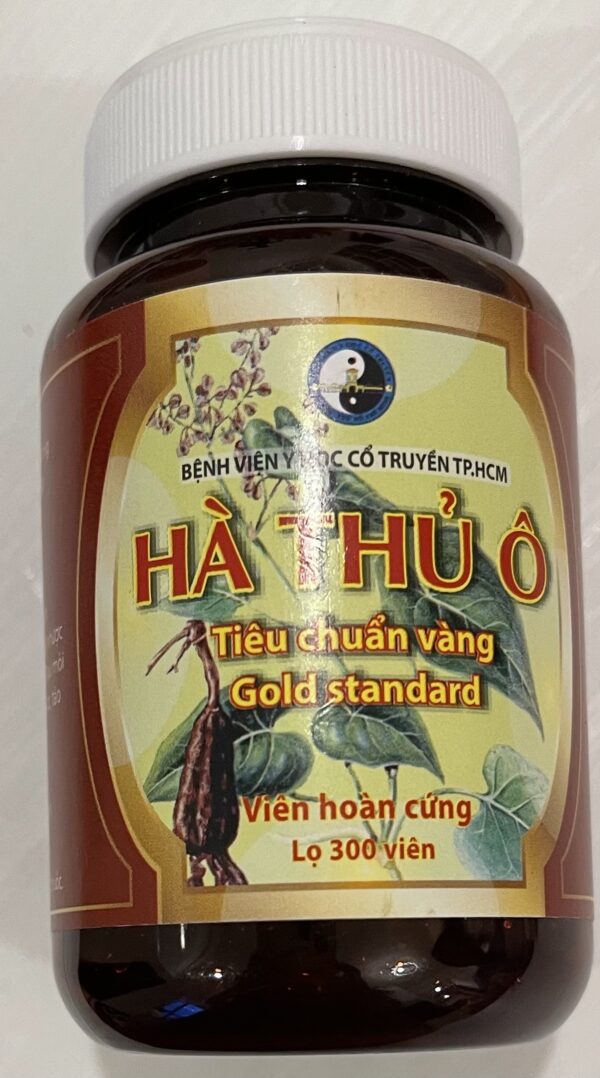 BỆNH VIỆN Y HỌC CỔ TRUYỀN TP.HCM
HÀ THỦ Ô
Tiêu chuẩn vàng
Gold standard
Viên hoàn cứng
Lọ 300 viên